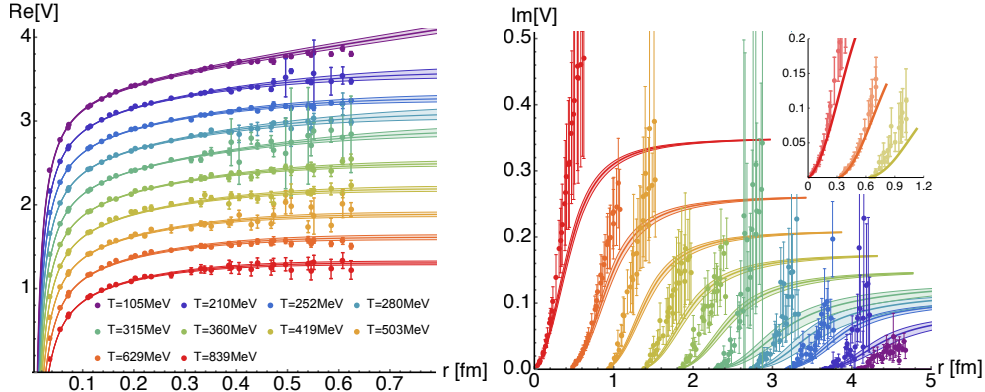 Re[V]
4
3
2
1
T=105MeV T=210MeV T=252MeV T=280MeV
T=315MeV T=360MeV T=419MeV T=503MeV
T=629MeV T=839MeV
0.1 0.2 0.3 0.4 0.5 0.6 r [fm]
Im[V]
0.5
0.4
0.3
0.2
0.1
0.0
0 1 2 3 4 5
r [fm]
0.2
0.15
0.1
0.05
0 0.3 0.6 0.9 1.2